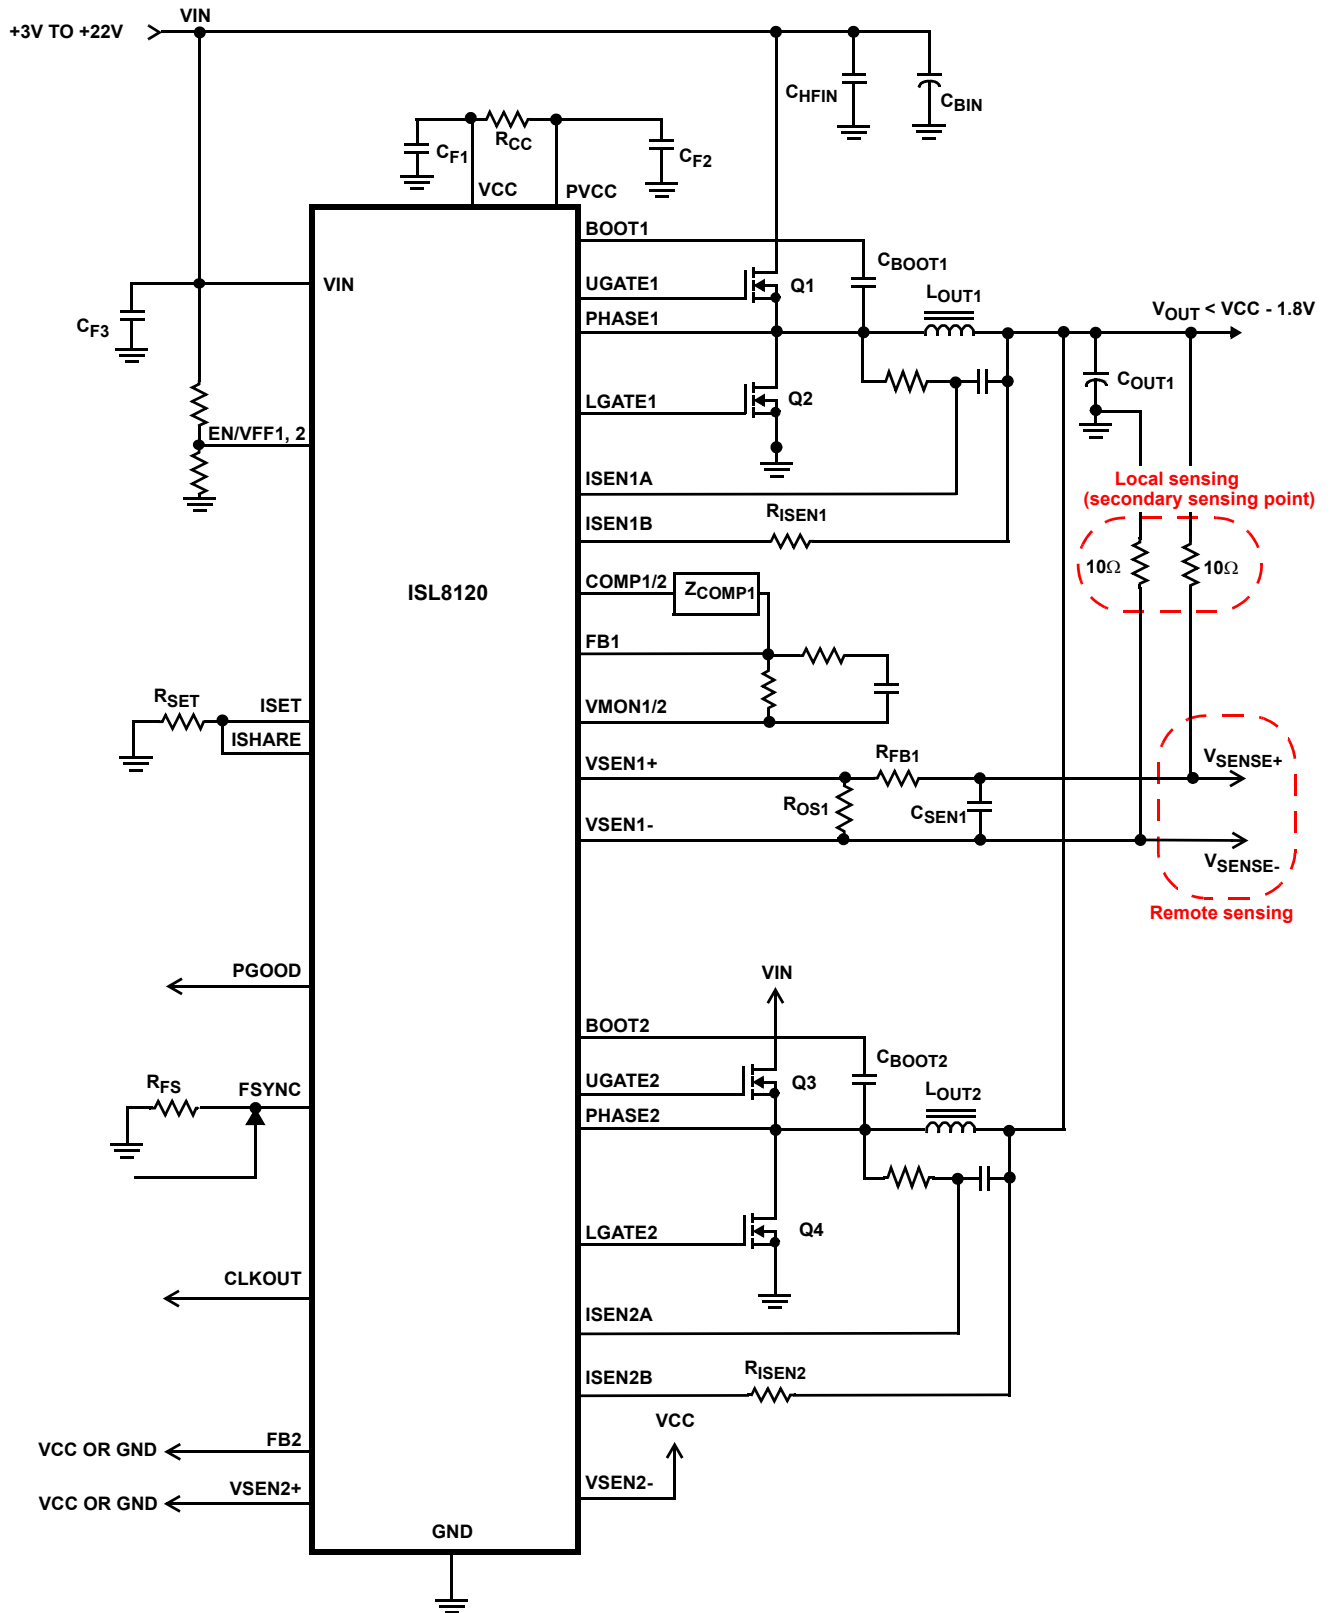 VIN
+3V TO +22V
CHFIN
CBIN
CF1
RCC
CF2
VCC
PVCC
BOOT1
CBOOT1
VIN
UGATE1
Q1
LOUT1
CF3
PHASE1
VOUT < VCC - 1.8V
COUT1
LGATE1
Q2
EN/VFF1, 2
ISEN1A
Local sensing
(secondary sensing point)
RISEN1
ISEN1B
10Ω
10Ω
COMP1/2
ZCOMP1
ISL8120
FB1
RSET
ISET
VMON1/2
ISHARE
VSEN1+
RFB1
VSENSE+
ROS1
CSEN1
VSEN1-
VSENSE-
Remote sensing
PGOOD
VIN
BOOT2
CBOOT2
RFS
FSYNC
UGATE2
Q3
LOUT2
PHASE2
LGATE2
Q4
CLKOUT
ISEN2A
RISEN2
ISEN2B
VCC
FB2
VCC OR GND
VSEN2+
VSEN2-
VCC OR GND
GND